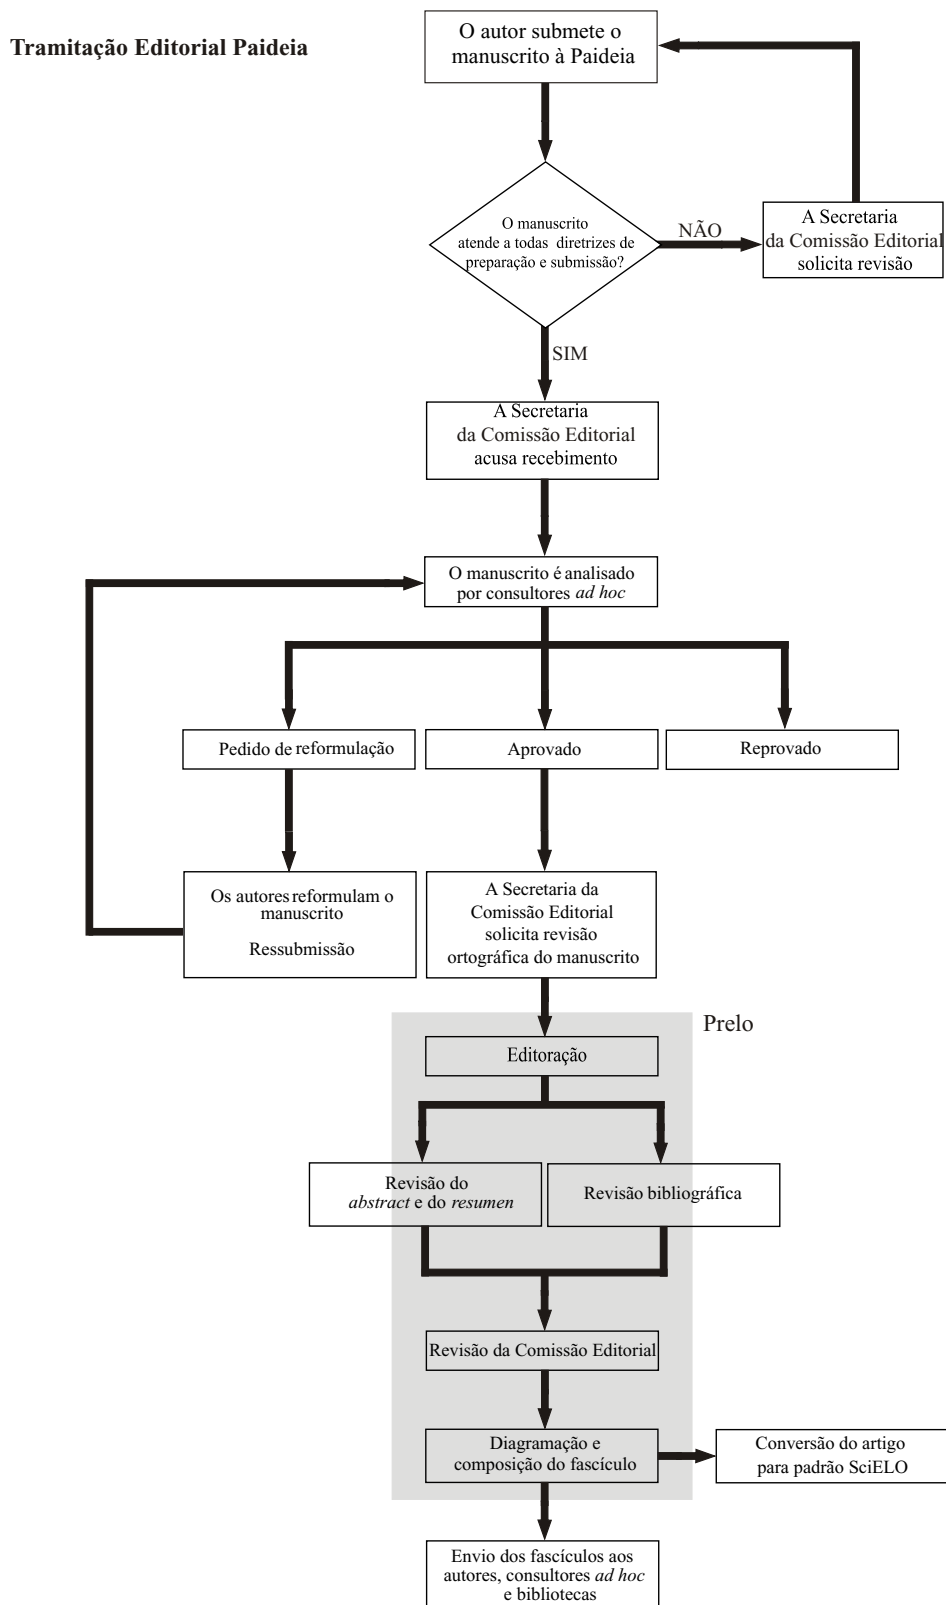 Tramitação Editorial Paideia
O autor submete o
manuscrito à Paideia
O manuscrito
atende a todas diretrizes de
preparação e submissão?
NÃO
A Secretaria
da Comissão Editorial
solicita revisão
SIM
A Secretaria
da Comissão Editorial
acusa recebimento
O manuscrito é analisado
por consultores ad hoc
Pedido de reformulação
Aprovado
Reprovado
Os autores reformulam o
manuscrito
Ressubmissão
A Secretaria da
Comissão Editorial
solicita revisão
ortográfica do manuscrito
Prelo
Editoração
Revisão do
abstract e do resumen
Revisão bibliográfica
Revisão da Comissão Editorial
Diagramação e
composição do fascículo
Conversão do artigo
para padrão SciELO
Envio dos fascículos aos
autores, consultores ad hoc
e bibliotecas